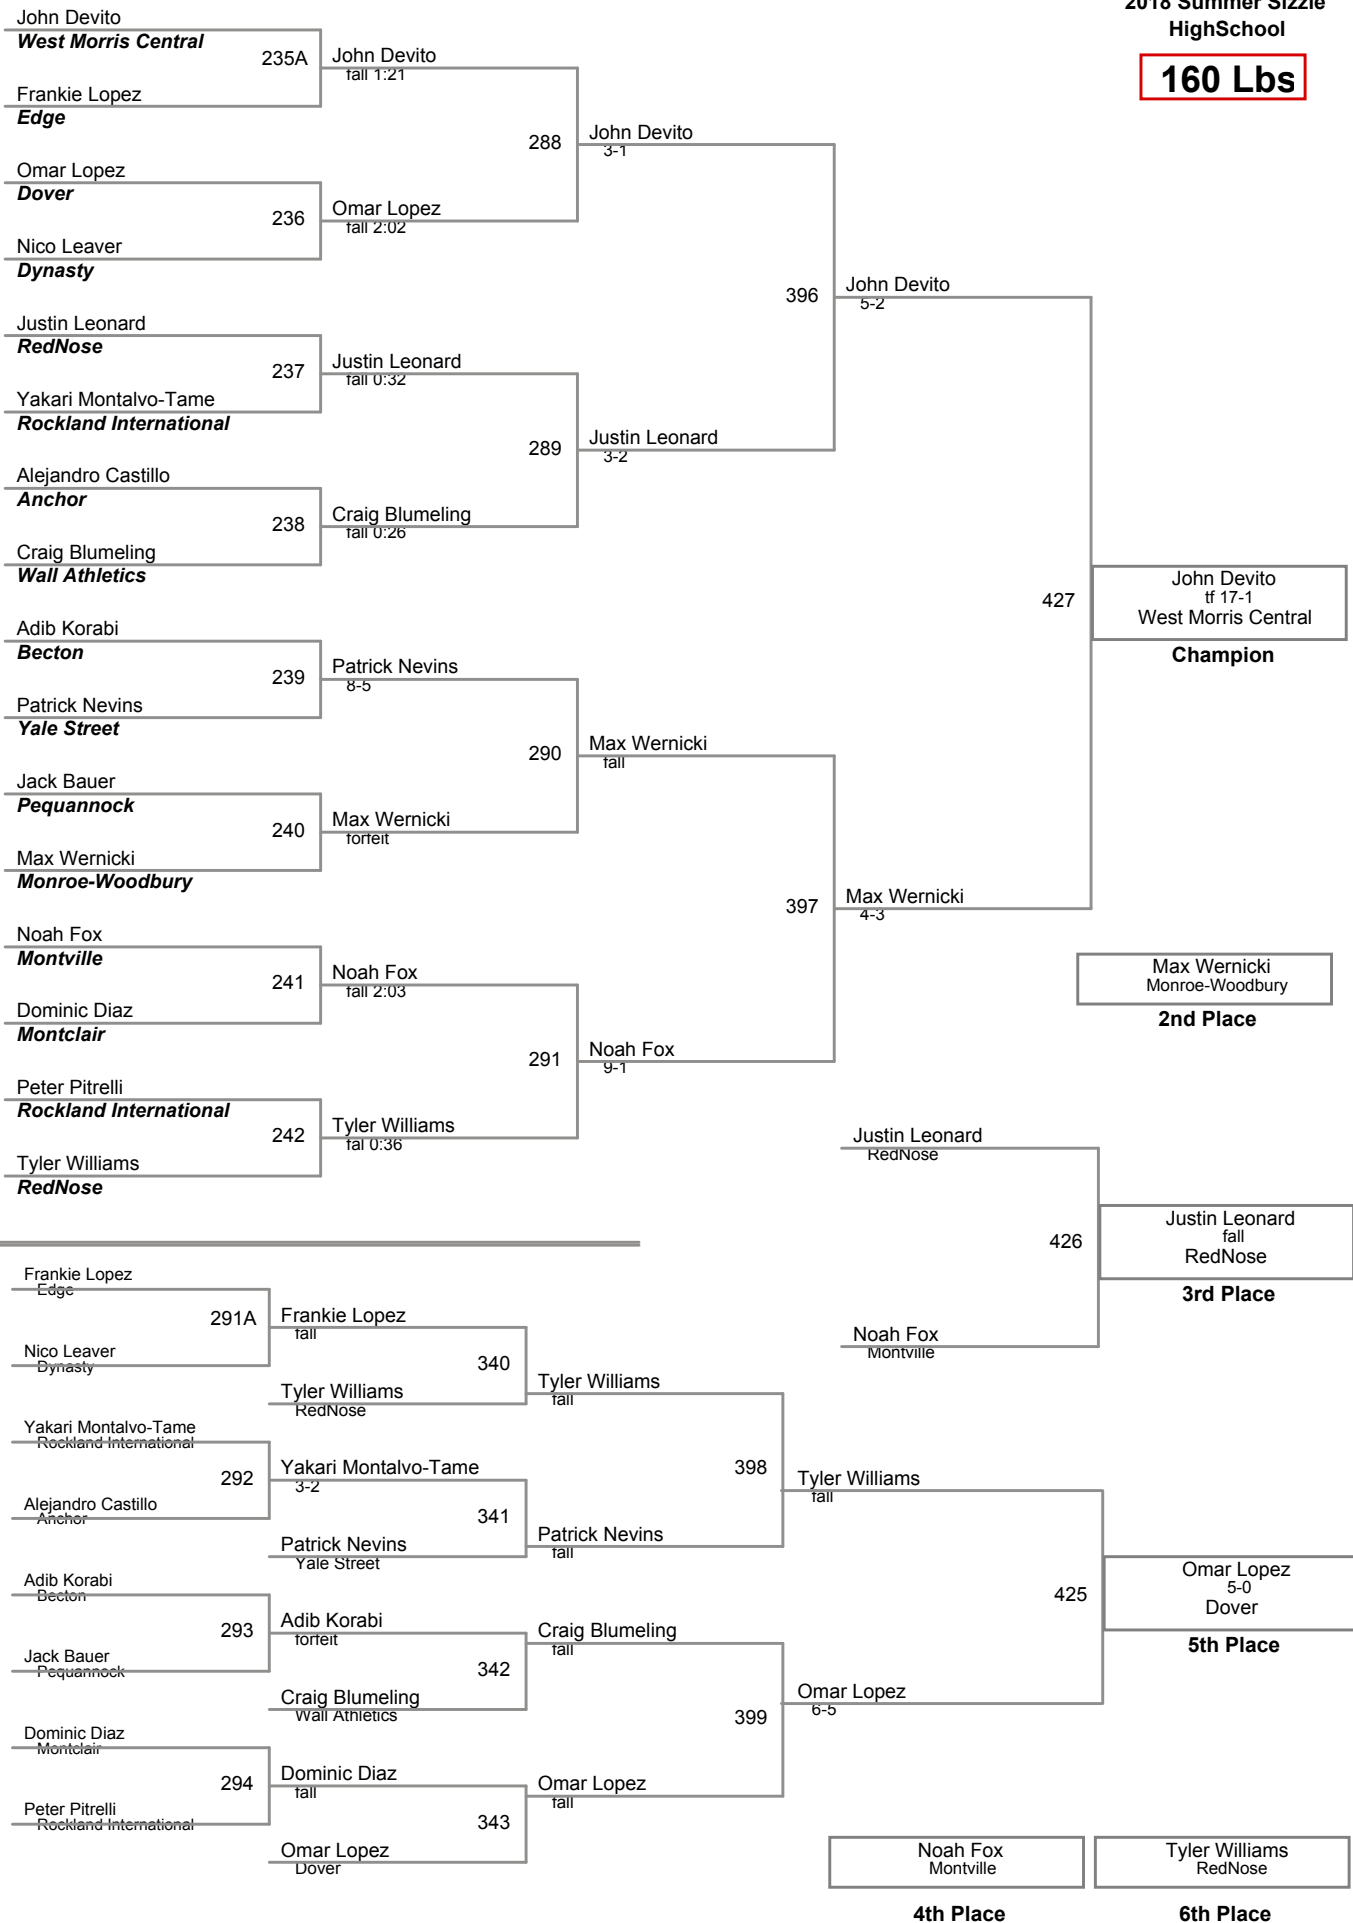 2018 Summer Sizzle
HighSchool
160 Lbs
John Devito
West Morris Central
235A
John Devito
fall 1:21
Frankie Lopez
Edge
288
John Devito
3-1
Omar Lopez
Dover
236
Omar Lopez
fall 2:02
Nico Leaver
Dynasty
396
John Devito
5-2
Justin Leonard
RedNose
237
Justin Leonard
fall 0:32
Yakari Montalvo-Tame
Rockland International
289
Justin Leonard
3-2
Alejandro Castillo
Anchor
238
Craig Blumeling
fall 0:26
Craig Blumeling
Wall Athletics
427
John Devito
tf 17-1
West Morris Central
Champion
Adib Korabi
Becton
239
Patrick Nevins
8-5
Patrick Nevins
Yale Street
290
Max Wernicki
fall
Jack Bauer
Pequannock
240
Max Wernicki
forfeit
Max Wernicki
Monroe-Woodbury
397
Max Wernicki
4-3
Noah Fox
Montville
241
Noah Fox
fall 2:03
Dominic Diaz
Montclair
Max Wernicki
Monroe-Woodbury
2nd Place
291
Noah Fox
9-1
Peter Pitrelli
Rockland International
242
Tyler Williams
fal 0:36
Tyler Williams
RedNose
Justin Leonard
RedNose
426
Justin Leonard
fall
RedNose
3rd Place
Noah Fox
Montville
Frankie Lopez
Edge
291A
Frankie Lopez
fall
Nico Leaver
Dynasty
340
Tyler Williams
fall
Tyler Williams
RedNose
Yakari Montalvo-Tame
Rockland International
292
Yakari Montalvo-Tame
3-2
398
Tyler Williams
fall
Alejandro Castillo
Anchor
341
Patrick Nevins
fall
Patrick Nevins
Yale Street
Adib Korabi
Becton
293
Adib Korabi
forfeit
425
Omar Lopez
5-0
Dover
5th Place
Jack Bauer
Pequannock
342
Craig Blumeling
fall
Craig Blumeling
Wall Athletics
399
Omar Lopez
6-5
Dominic Diaz
Montclair
294
Dominic Diaz
fall
Peter Pitrelli
Rockland International
343
Omar Lopez
fall
Omar Lopez
Dover
Noah Fox
Montville
4th Place
Tyler Williams
RedNose
6th Place